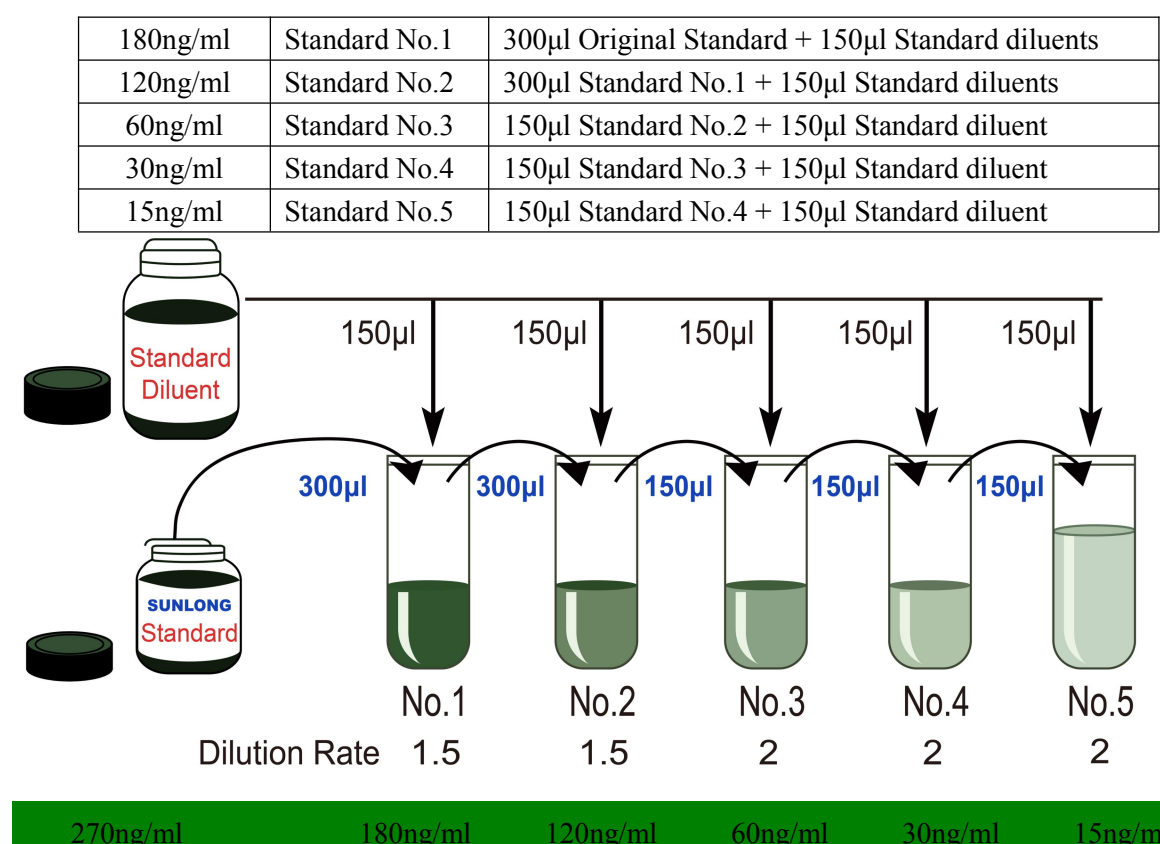 180ng/ml Standard No.1 300μl Original Standard + 150μl Standard diluents
120ng/ml Standard No.2 300μl Standard No.1 + 150μl Standard diluents
60ng/ml Standard No.3 150μl Standard No.2 + 150μl Standard diluent
30ng/ml Standard No.4 150μl Standard No.3 + 150μl Standard diluent
15ng/ml Standard No.5 150μl Standard No.4 + 150μl Standard diluent
150μl 150μl 150μl 150μl 150μl
Standard
Diluent
300μl 300μl 150μl 150μl 150μl
SUNLONG
Standard
No.1 No.2 No.3 No.4 No.5
Dilution Rate 1.5 1.5 2 2 2
270ng/ml 180ng/ml 120ng/ml 60ng/ml 30ng/ml 15ng/m